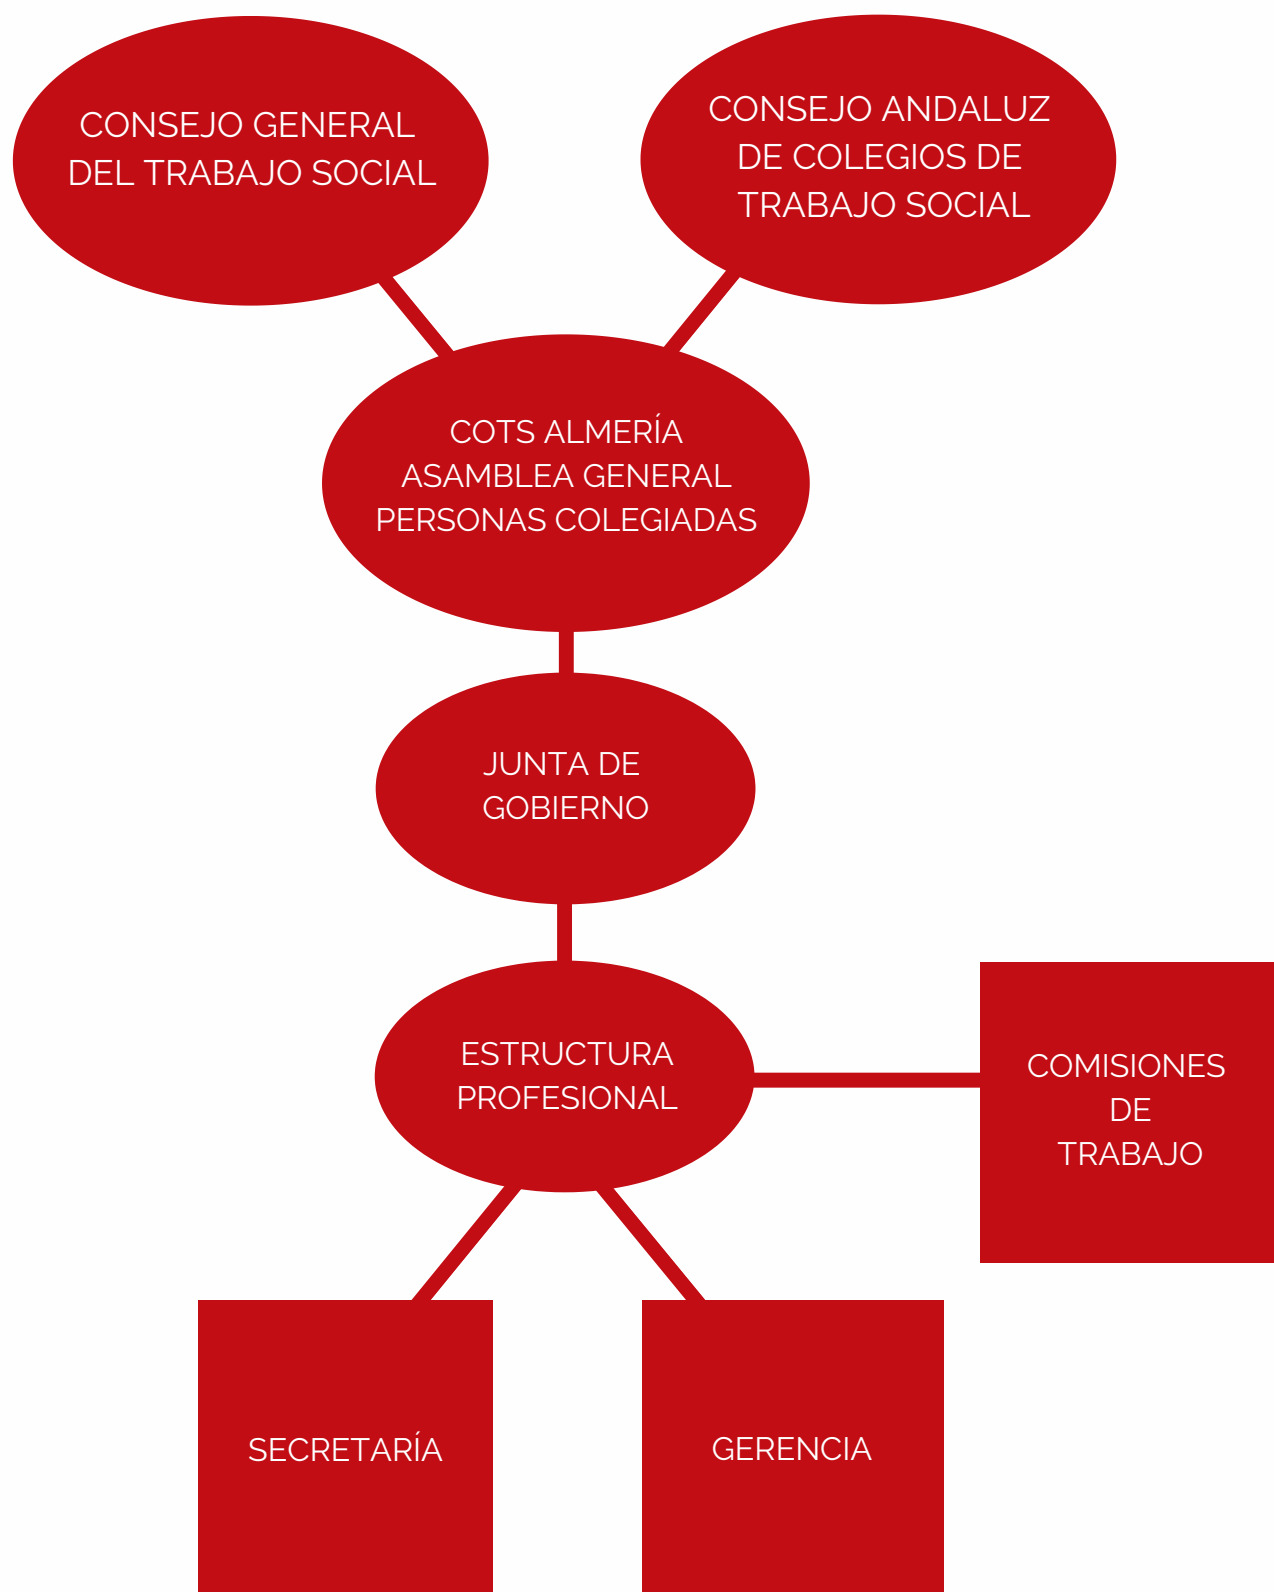 CONSEJO GENERAL
DEL TRABAJO SOCIAL
CONSEJO ANDALUZ
DE COLEGIOS DE
TRABAJO SOCIAL
COTS ALMERÍA
ASAMBLEA GENERAL
PERSONAS COLEGIADAS
JUNTA DE
GOBIERNO
ESTRUCTURA
PROFESIONAL
COMISIONES
DE
TRABAJO
SECRETARÍA
GERENCIA